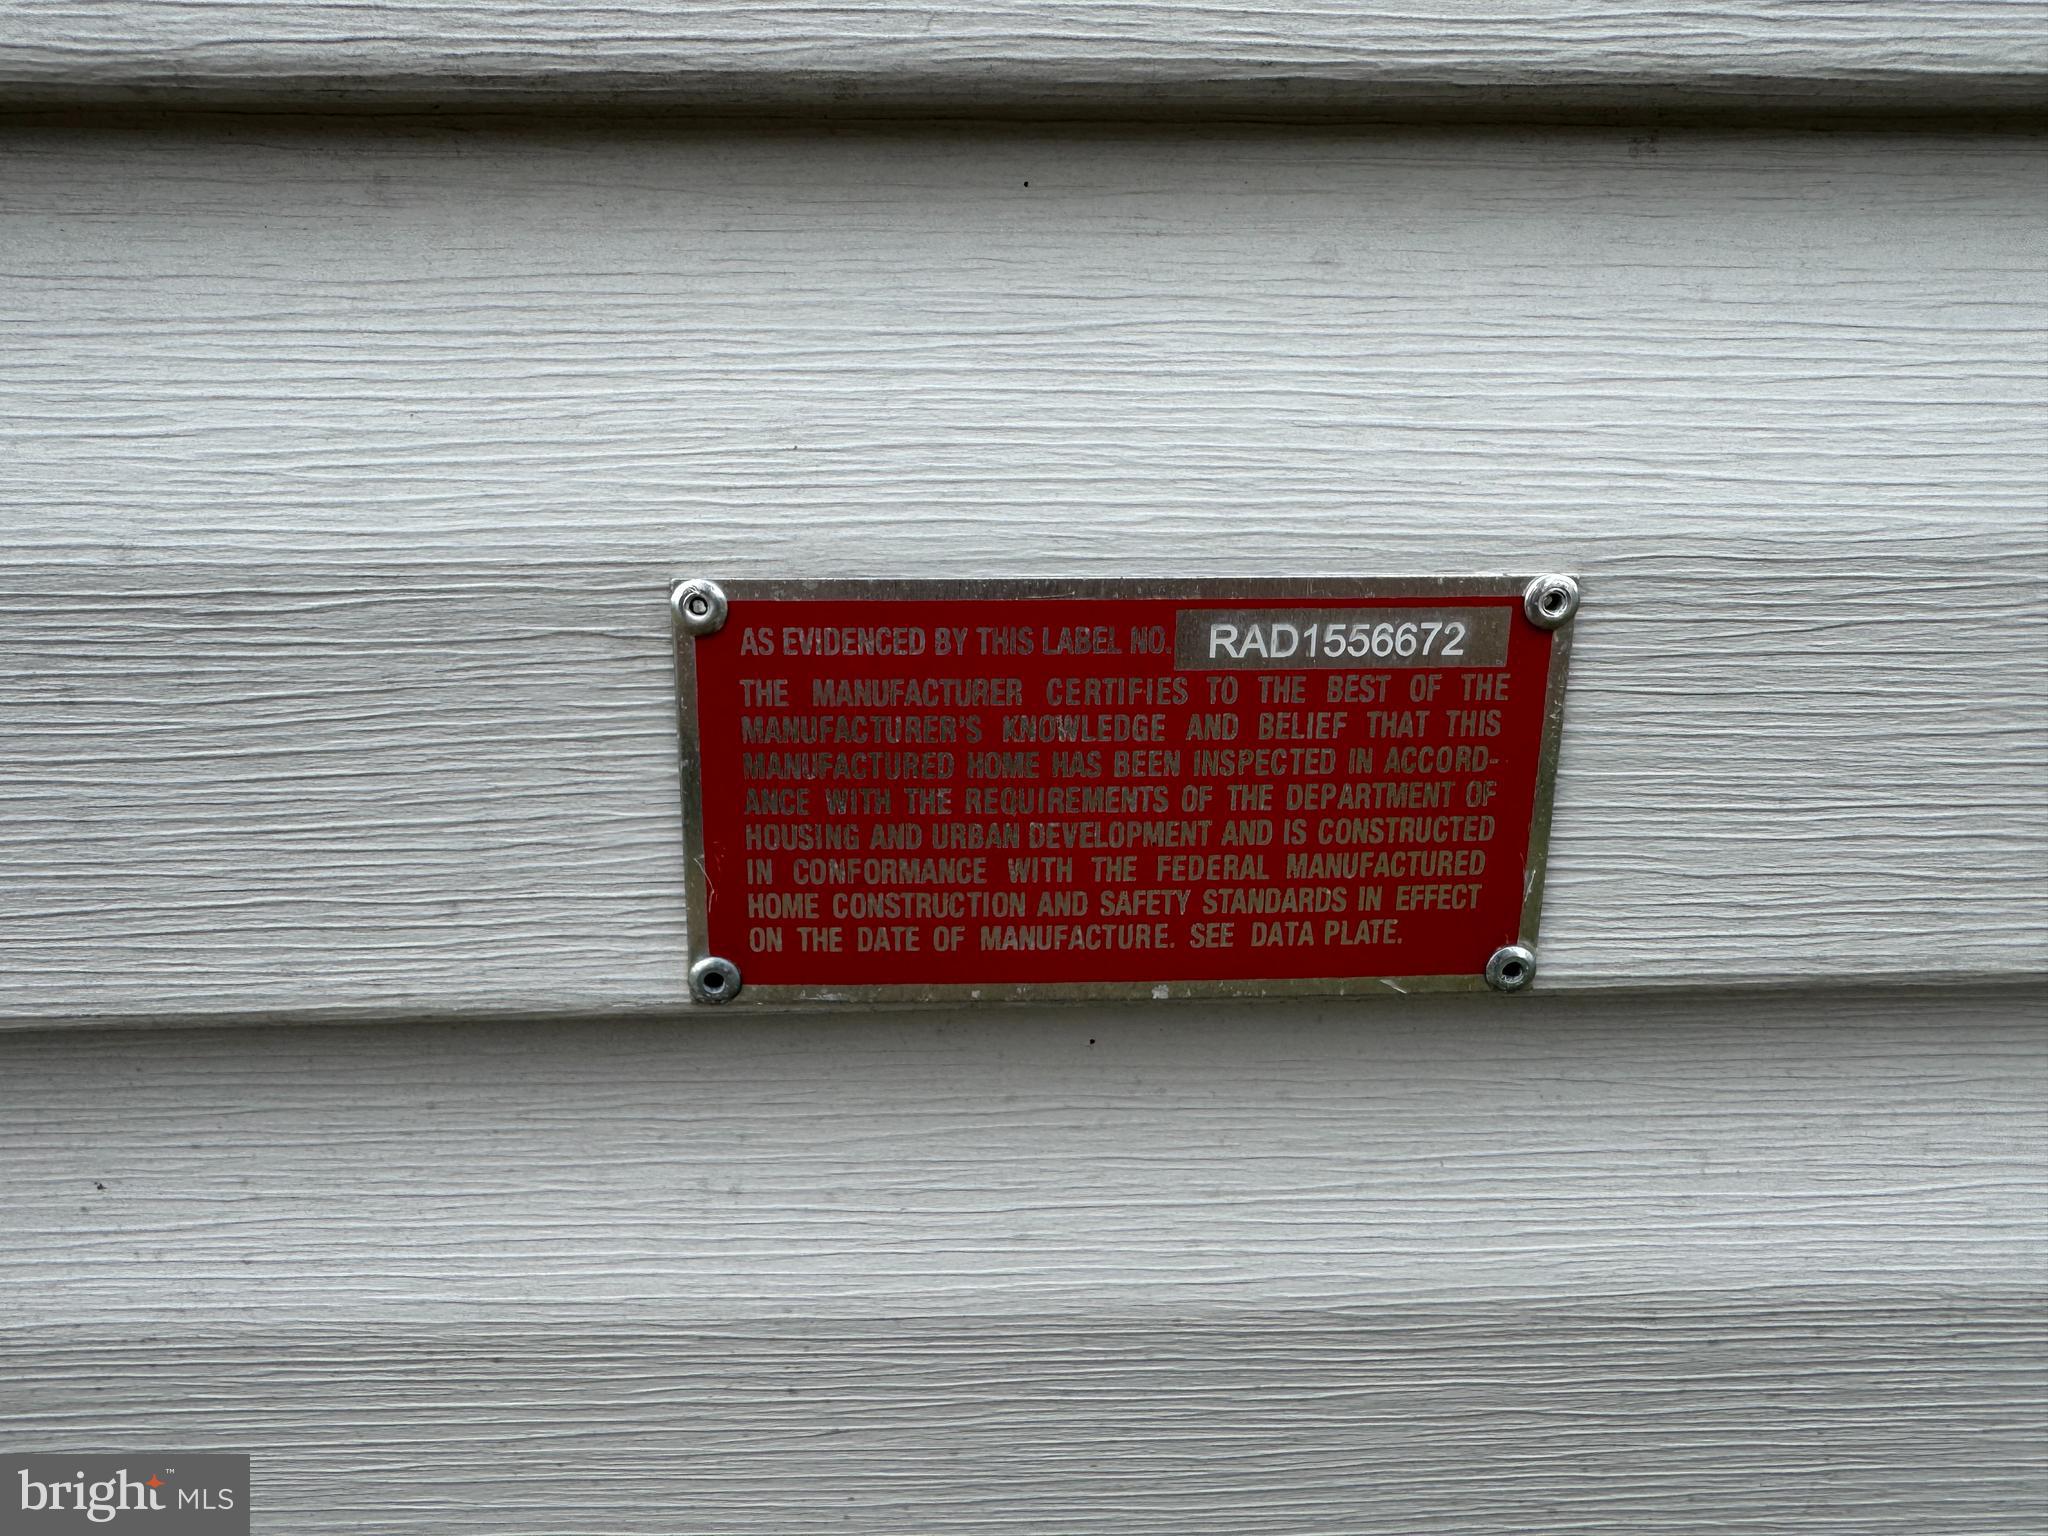 AS EVIDENCED BY THIS LABEL NO. RAD1556672
THE MANUFACTURER CERTIFIES TO THE BEST OF THE
MANUFACTURER'S KNOWLEDGE AND BELIEF THAT THIS
MANUFACTURED HOME HAS BEEN INSPECTED IN ACCORD-
ANCE WITH THE REQUIREMENTS OF THE DEPARTMENT OF
HOUSING AND URBAN DEVELOPMENT AND IS CONSTRUCTED
IN CONFORMANCE WITH THE FEDERAL MANUFACTURED
HOME CONSTRUCTION AND SAFETY STANDARDS IN EFFECT
ON THE DATE OF MANUFACTURE. SEE DATA PLATE.
bright™ MLS